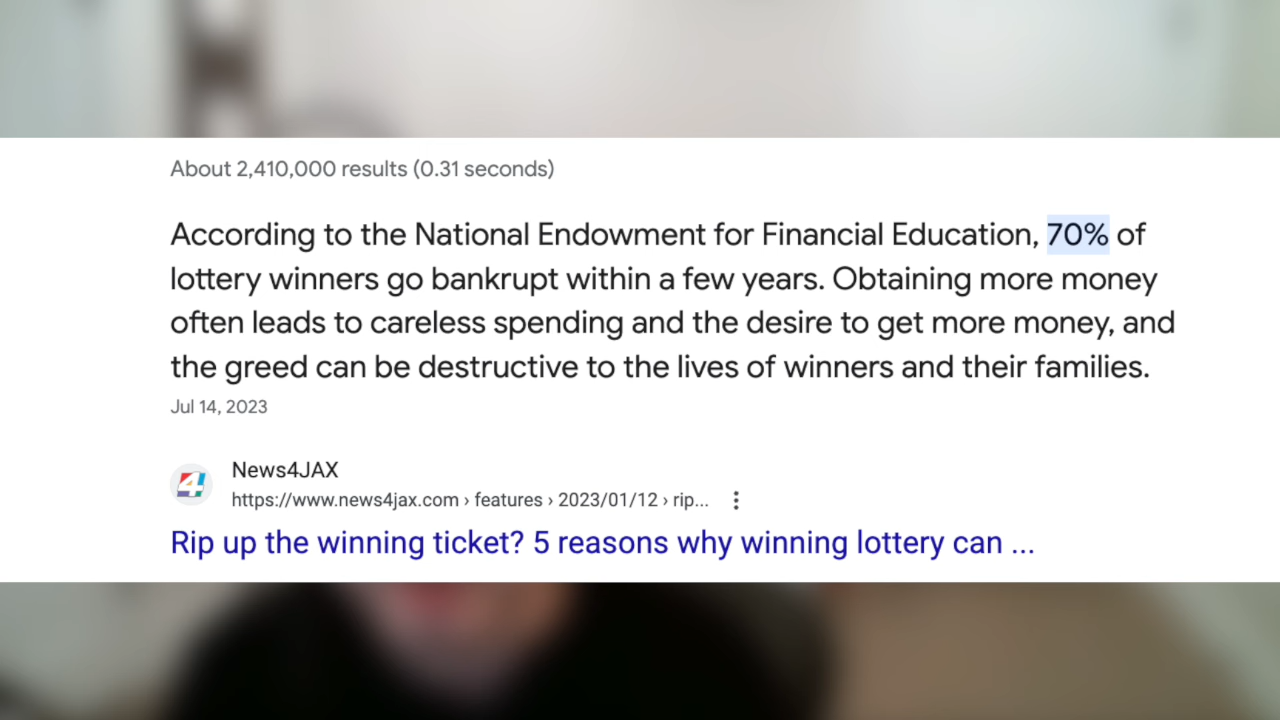 About 2,410,000 results (0.31 seconds)
According to the National Endowment for Financial Education, 70% of
lottery winners go bankrupt within a few years. Obtaining more money
often leads to careless spending and the desire to get more money, and
the greed can be destructive to the lives of winners and their families.
Jul 14, 2023
4
News4JAX
https://www.news4jax.com › features › 2023/01/12 › rip...
Rip up the winning ticket? 5 reasons why winning lottery can ...